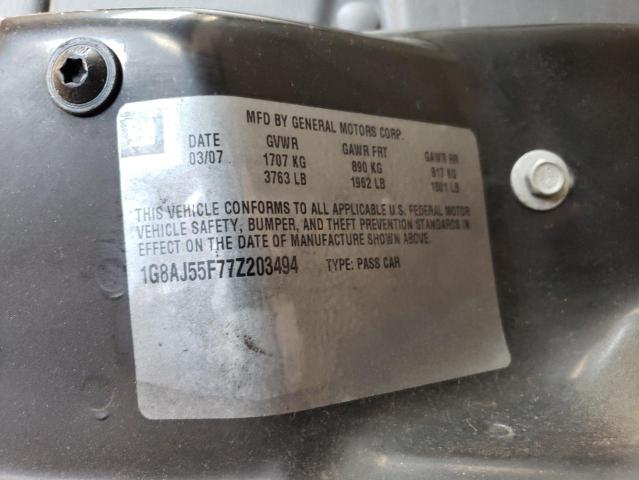 MFD BY GENERAL MOTORS CORP.
DATE GVWR GAWR FRT GAWR RR
03/07 1707 KG 890 KG 817 KG
3763 LB 1962 LB 1801 LB
THIS VEHICLE CONFORMS TO ALL APPLICABLE U.S. FEDERAL MOTOR
VEHICLE SAFETY, BUMPER, AND THEFT PREVENTION STANDARDS IN
EFFECT ON THE DATE OF MANUFACTURE SHOWN ABOVE.
1G8AJ55F77Z203494 TYPE: PASS CAR